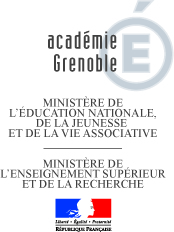 académie
Grenoble
É
MINISTÈRE DE
L'ÉDUCATION NATIONALE,
DE LA JEUNESSE
ET DE LA VIE ASSOCIATIVE
MINISTÈRE DE
L'ENSEIGNEMENT SUPÉRIEUR
ET DE LA RECHERCHE
Liberté • Égalité • Fraternité
RÉPUBLIQUE FRANÇAISE